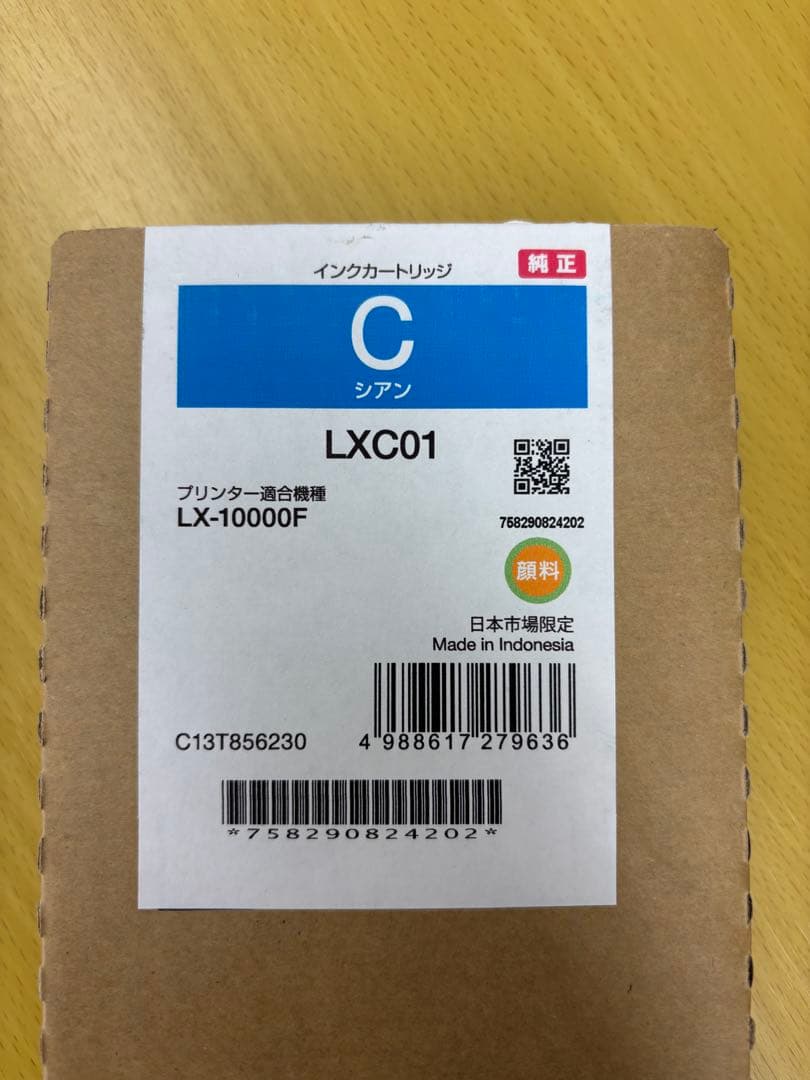 インクカートリッジ
純正
C
シアン
LXC01
プリンター適合機種
LX-10000F
758290824202
顔料
日本市場限定
Made in Indonesia
C13T856230
4 988617 279636
*758290824202*